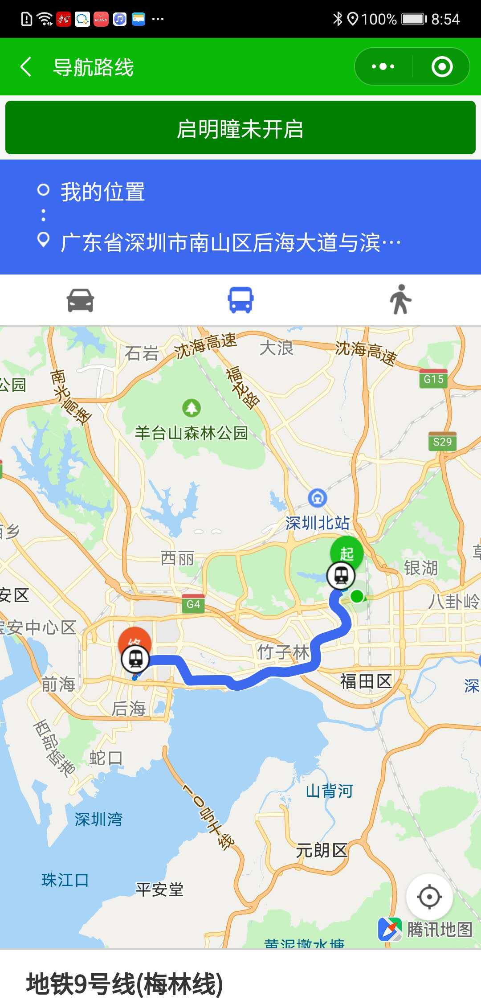 100% 8:54
导航路线
启明瞳未开启
我的位置
广东省深圳市南山区后海大道与滨…
石岩
沈海高速
大浪
沈海高速
南光高速
福龙路
公园
G15
羊台山森林公园
S29
深圳北站
乡
西丽
起
银湖
安区
G4
八卦岭
宝安中心区
竹子林
前海
福田区
深
后海
西部疏港
蛇口
10号干线
山背河
深圳湾
元朗区
珠江口
平安堂
腾讯地图
黄泥墩水塘
地铁9号线(梅林线)